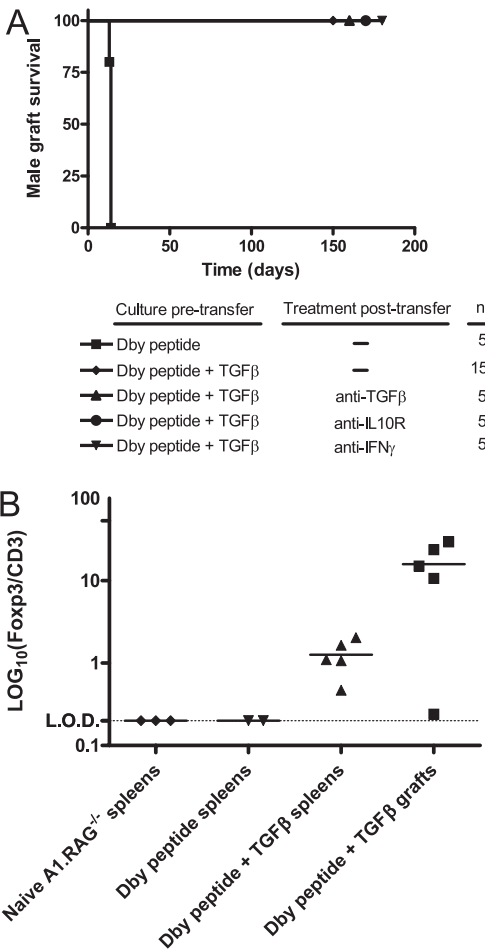 A
Male graft survival
100
75
50
25
0
0 50 100 150 200
Time (days)
Culture pre-transfer Treatment post-transfer n
Dby peptide – 5
Dby peptide + TGFβ – 15
Dby peptide + TGFβ anti-TGFβ 5
Dby peptide + TGFβ anti-IL10R 5
Dby peptide + TGFβ anti-IFNγ 5
B
LOG₁₀(Foxp3/CD3)
100
10
1
L.O.D.
0.1
Naive A1.RAG⁻/⁻ spleens
Dby peptide spleens
Dby peptide + TGFβ spleens
Dby peptide + TGFβ grafts